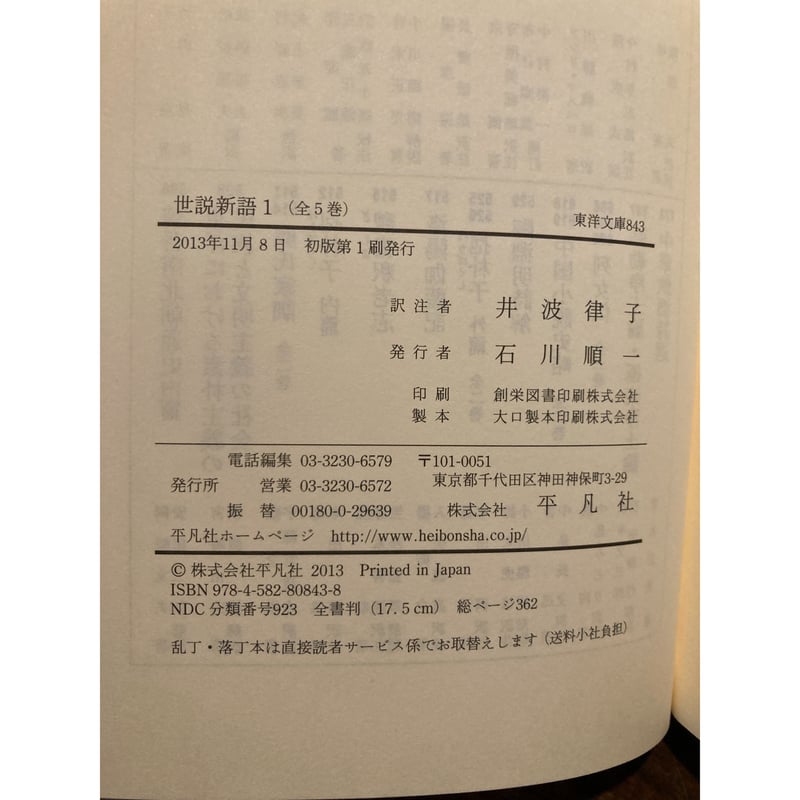 世説新語1（全5巻）
東洋文庫843
2013年11月8日 初版第1刷発行
訳注者 井波律子
発行者 石川順一
印刷 創栄図書印刷株式会社
製本 大口製本印刷株式会社
電話編集 03-3230-6579 〒101-0051
発行所 営業 03-3230-6572 東京都千代田区神田神保町3-29
振替 00180-0-29639 株式会社 平凡社
平凡社ホームページ http://www.heibonsha.co.jp/
© 株式会社平凡社 2013 Printed in Japan
ISBN 978-4-582-80843-8
NDC 分類番号923 全書判（17.5cm） 総ページ362
乱丁・落丁本は直接読者サービス係でお取替えします（送料小社負担）